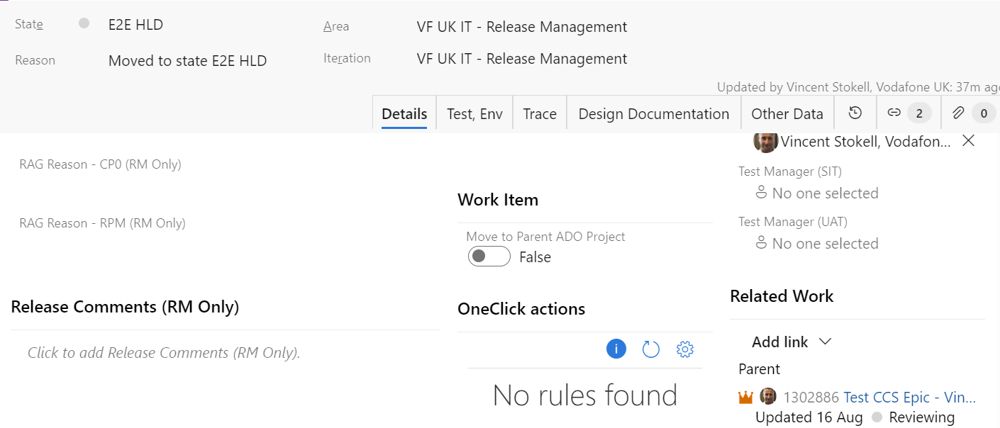 State
E2E HLD
Area
VF UK IT - Release Management
Reason
Moved to state E2E HLD
Iteration
VF UK IT - Release Management
Updated by Vincent Stokell, Vodafone UK: 37m ago
Details
Test, Env
Trace
Design Documentation
Other Data
2
0
RAG Reason - CP0 (RM Only)
RAG Reason - RPM (RM Only)
Release Comments (RM Only)
Click to add Release Comments (RM Only).
Work Item
Move to Parent ADO Project
False
OneClick actions
i
No rules found
Vincent Stokell, Vodafon...
Test Manager (SIT)
No one selected
Test Manager (UAT)
No one selected
Related Work
Add link
Parent
1302886 Test CCS Epic - Vin...
Updated 16 Aug Reviewing